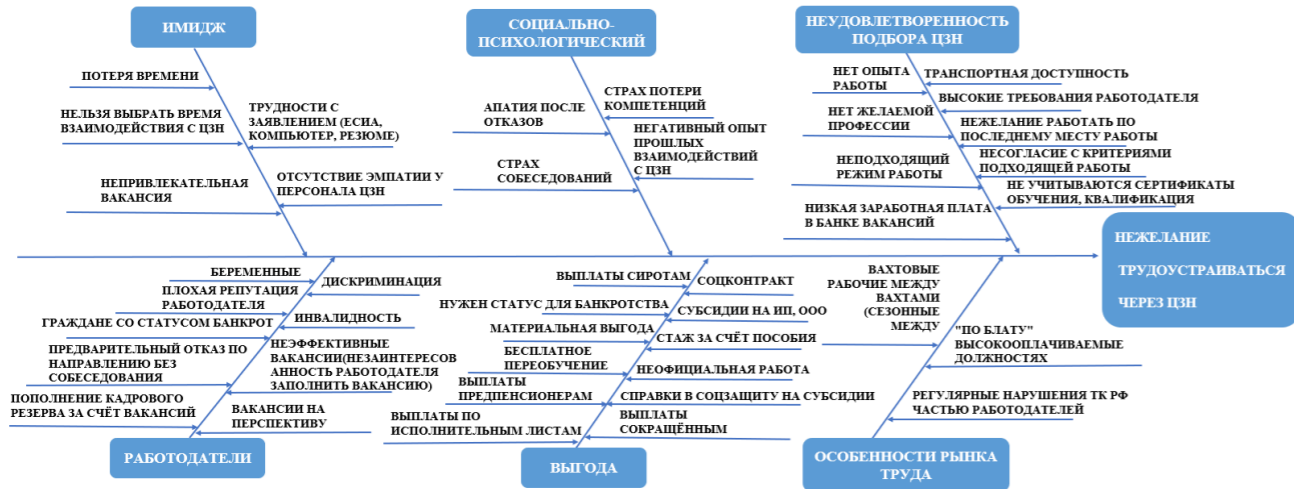 ИМИДЖ
СОЦИАЛЬНО-
ПСИХОЛОГИЧЕСКИЙ
НЕУДОВЛЕТВОРЕННОСТЬ
ПОДБОРА ЦЗН
ПОТЕРЯ ВРЕМЕНИ
НЕЛЬЗЯ ВЫБРАТЬ ВРЕМЯ
ВЗАИМОДЕЙСТВИЯ С ЦЗН
ТРУДНОСТИ С
ЗАЯВЛЕНИЕМ (ЕСИА,
КОМПЬЮТЕР, РЕЗЮМЕ)
НЕПРИВЛЕКАТЕЛЬНАЯ
ВАКАНСИЯ
ОТСУТСТВИЕ ЭМПАТИИ У
ПЕРСОНАЛА ЦЗН
АПАТИЯ ПОСЛЕ
ОТКАЗОВ
СТРАХ ПОТЕРИ
КОМПЕТЕНЦИЙ
СТРАХ
СОБЕСЕДОВАНИЙ
НЕГАТИВНЫЙ ОПЫТ
ПРОШЛЫХ
ВЗАИМОДЕЙСТВИЙ
С ЦЗН
НЕТ ОПЫТА
РАБОТЫ
ТРАНСПОРТНАЯ ДОСТУПНОСТЬ
ВЫСОКИЕ ТРЕБОВАНИЯ РАБОТОДАТЕЛЯ
НЕТ ЖЕЛАЕМОЙ
ПРОФЕССИИ
НЕЖЕЛАНИЕ РАБОТАТЬ ПО
ПОСЛЕДНЕМУ МЕСТУ РАБОТЫ
НЕПОДХОДЯЩИЙ
РЕЖИМ РАБОТЫ
НЕСОГЛАСИЕ С КРИТЕРИЯМИ
ПОДХОДЯЩЕЙ РАБОТЫ
НЕ УЧИТЫВАЮТСЯ СЕРТИФИКАТЫ
ОБУЧЕНИЯ, КВАЛИФИКАЦИЯ
НИЗКАЯ ЗАРАБОТНАЯ ПЛАТА
В БАНКЕ ВАКАНСИЙ
НЕЖЕЛАНИЕ
ТРУДОУСТРАИВАТЬСЯ
ЧЕРЕЗ ЦЗН
БЕРЕМЕННЫЕ
ДИСКРИМИНАЦИЯ
ПЛОХАЯ РЕПУТАЦИЯ
РАБОТОДАТЕЛЯ
ИНВАЛИДНОСТЬ
ГРАЖДАНЕ СО СТАТУСОМ БАНКРОТ
НЕЭФФЕКТИВНЫЕ
ВАКАНСИИ(НЕЗАИНТЕРЕСОВ
АННОСТЬ РАБОТОДАТЕЛЯ
ЗАПОЛНИТЬ ВАКАНСИЮ)
ПРЕДВАРИТЕЛЬНЫЙ ОТКАЗ ПО
НАПРАВЛЕНИЮ БЕЗ
СОБЕСЕДОВАНИЯ
ПОПОЛНЕНИЕ КАДРОВОГО
РЕЗЕРВА ЗА СЧЁТ ВАКАНСИЙ
ВАКАНСИИ НА
ПЕРСПЕКТИВУ
РАБОТОДАТЕЛИ
ВЫПЛАТЫ СИРОТАМ
СОЦКОНТРАКТ
НУЖЕН СТАТУС ДЛЯ БАНКРОТСТВА
СУБСИДИИ НА ИП, ООО
МАТЕРИАЛЬНАЯ ВЫГОДА
СТАЖ ЗА СЧЁТ ПОСОБИЯ
БЕСПЛАТНОЕ
ПЕРЕОБУЧЕНИЕ
НЕОФИЦИАЛЬНАЯ РАБОТА
ВЫПЛАТЫ
ПРЕДПЕНСИОНЕРАМ
СПРАВКИ В СОЦЗАЩИТУ НА СУБСИДИИ
ВЫПЛАТЫ ПО
ИСПОЛНИТЕЛЬНЫМ ЛИСТАМ
ВЫПЛАТЫ
СОКРАЩЁННЫМ
ВЫГОДА
ВАХТОВЫЕ
РАБОЧИЕ МЕЖДУ
ВАХТАМИ
(СЕЗОННЫЕ
МЕЖДУ
"ПО БЛАТУ"
ВЫСОКООПЛАЧИВАЕМЫЕ
ДОЛЖНОСТЯХ
РЕГУЛЯРНЫЕ НАРУШЕНИЯ ТК РФ
ЧАСТЬЮ РАБОТОДАТЕЛЕЙ
ОСОБЕННОСТИ РЫНКА
ТРУДА